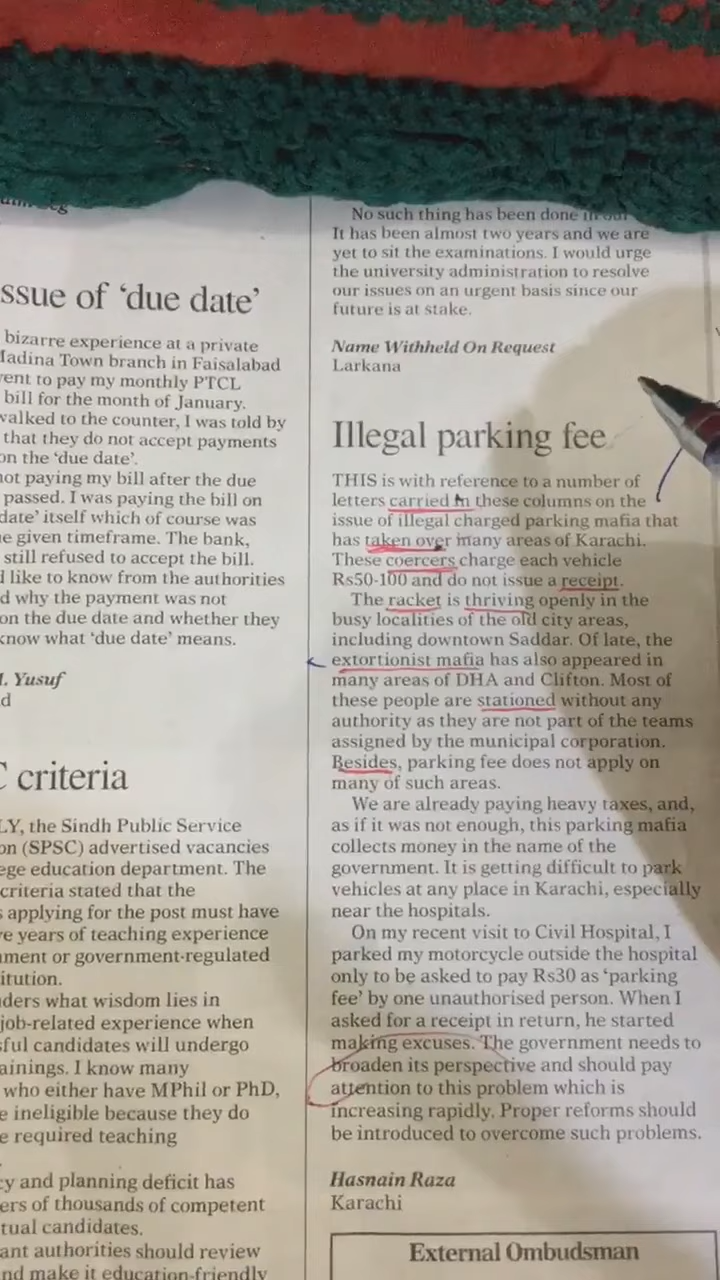 ssue of ‘due date’
bizarre experience at a private
Madina Town branch in Faisalabad
ent to pay my monthly PTCL
bill for the month of January.
walked to the counter, I was told by
that they do not accept payments
on the ‘due date’.
not paying my bill after the due
passed. I was paying the bill on
date’ itself which of course was
e given timeframe. The bank,
still refused to accept the bill.
d like to know from the authorities
d why the payment was not
on the due date and whether they
know what ‘due date’ means.
. Yusuf
d
C criteria
LY, the Sindh Public Service
on (SPSC) advertised vacancies
ege education department. The
criteria stated that the
s applying for the post must have
e years of teaching experience
nment or government-regulated
itution.
ders what wisdom lies in
job-related experience when
sful candidates will undergo
ainings. I know many
who either have MPhil or PhD,
e ineligible because they do
e required teaching
cy and planning deficit has
ers of thousands of competent
tual candidates.
ant authorities should review
nd make it education-friendly
No such thing has been done in our
It has been almost two years and we are
yet to sit the examinations. I would urge
the university administration to resolve
our issues on an urgent basis since our
future is at stake.
Name Withheld On Request
Larkana
Illegal parking fee
THIS is with reference to a number of
letters carried in these columns on the
issue of illegal charged parking mafia that
has taken over many areas of Karachi.
These coercers charge each vehicle
Rs50-100 and do not issue a receipt.
The racket is thriving openly in the
busy localities of the old city areas,
including downtown Saddar. Of late, the
extortionist mafia has also appeared in
many areas of DHA and Clifton. Most of
these people are stationed without any
authority as they are not part of the teams
assigned by the municipal corporation.
Besides, parking fee does not apply on
many of such areas.
We are already paying heavy taxes, and,
as if it was not enough, this parking mafia
collects money in the name of the
government. It is getting difficult to park
vehicles at any place in Karachi, especially
near the hospitals.
On my recent visit to Civil Hospital, I
parked my motorcycle outside the hospital
only to be asked to pay Rs30 as ‘parking
fee’ by one unauthorised person. When I
asked for a receipt in return, he started
making excuses. The government needs to
broaden its perspective and should pay
attention to this problem which is
increasing rapidly. Proper reforms should
be introduced to overcome such problems.
Hasnain Raza
Karachi
External Ombudsman